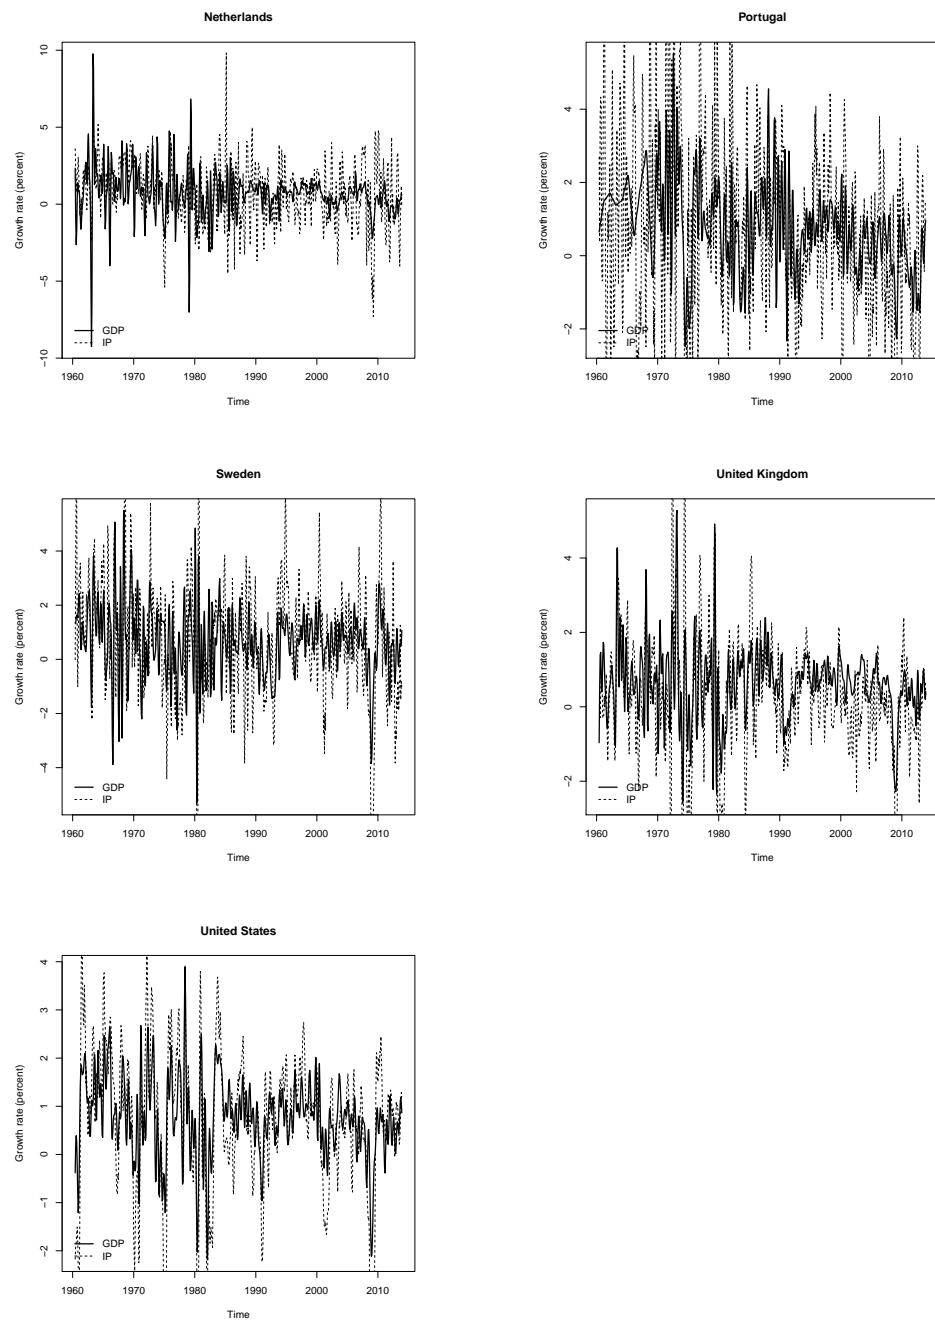 Netherlands
Growth rate (percent)
10
5
0
−5
−10
GDP
IP
1960 1970 1980 1990 2000 2010
Time
Portugal
Growth rate (percent)
4
2
0
−2
GDP
IP
1960 1970 1980 1990 2000 2010
Time
Sweden
Growth rate (percent)
4
2
0
−2
−4
GDP
IP
1960 1970 1980 1990 2000 2010
Time
United Kingdom
Growth rate (percent)
4
2
0
−2
GDP
IP
1960 1970 1980 1990 2000 2010
Time
United States
Growth rate (percent)
4
3
2
1
0
−1
−2
GDP
IP
1960 1970 1980 1990 2000 2010
Time